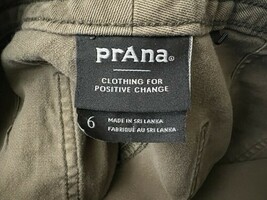 prAna®
CLOTHING FOR
POSITIVE CHANGE
6
MADE IN SRI LANKA
FABRIQUÉ AU SRI LANKA